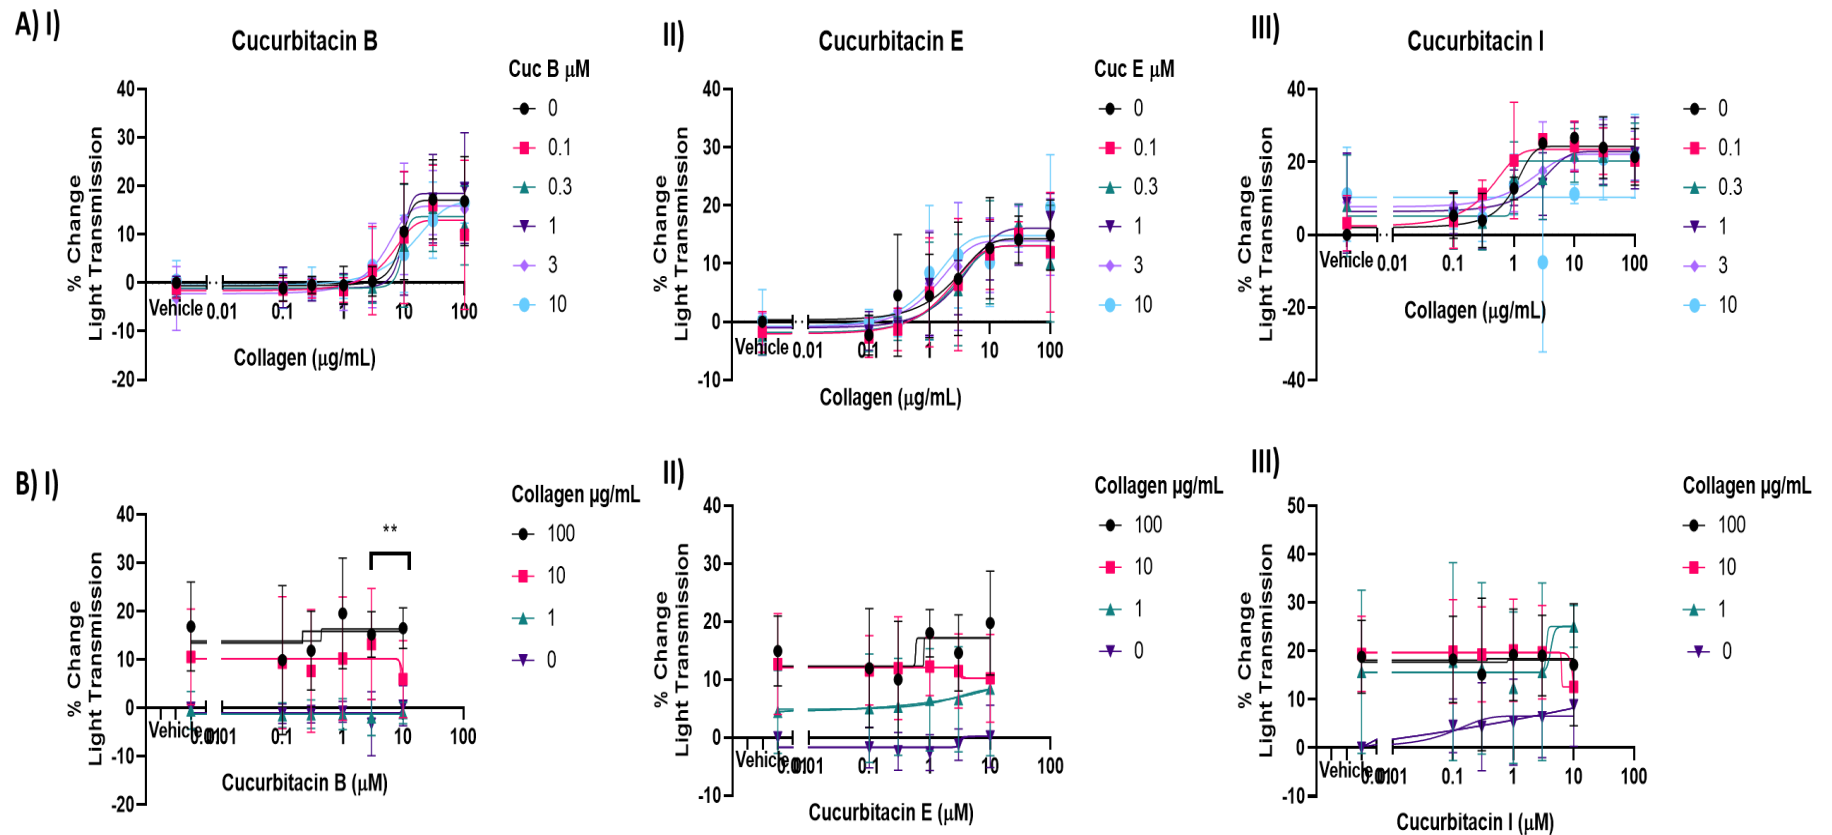 A) I)
Cucurbitacin B
% Change
Light Transmission
40
30
20
10
0
-10
-20
Vehicle 0.01 0.1 1 10 100
Collagen (μg/mL)
Cuc B μM
0
0.1
0.3
1
3
10
II)
Cucurbitacin E
% Change
Light Transmission
40
30
20
10
0
-10
Vehicle 0.01 0.1 1 10 100
Collagen (μg/mL)
Cuc E μM
0
0.1
0.3
1
3
10
III)
Cucurbitacin I
% Change
Light Transmission
40
20
0
-20
-40
Vehicle 0.01 0.1 1 10 100
Collagen (μg/mL)
0
0.1
0.3
1
3
10
B) I)
% Change
Light Transmission
40
30
20
10
0
-10
-20
**
Vehicle 0.1 1 10 100
Cucurbitacin B (μM)
Collagen μg/mL
100
10
1
0
II)
% Change
Light Transmission
40
30
20
10
0
-10
Vehicle 0.1 1 10 100
Cucurbitacin E (μM)
Collagen μg/mL
100
10
1
0
III)
% Change
Light Transmission
50
40
30
20
10
0
-10
Vehicle 0.1 1 10 100
Cucurbitacin I (μM)
Collagen μg/mL
100
10
1
0